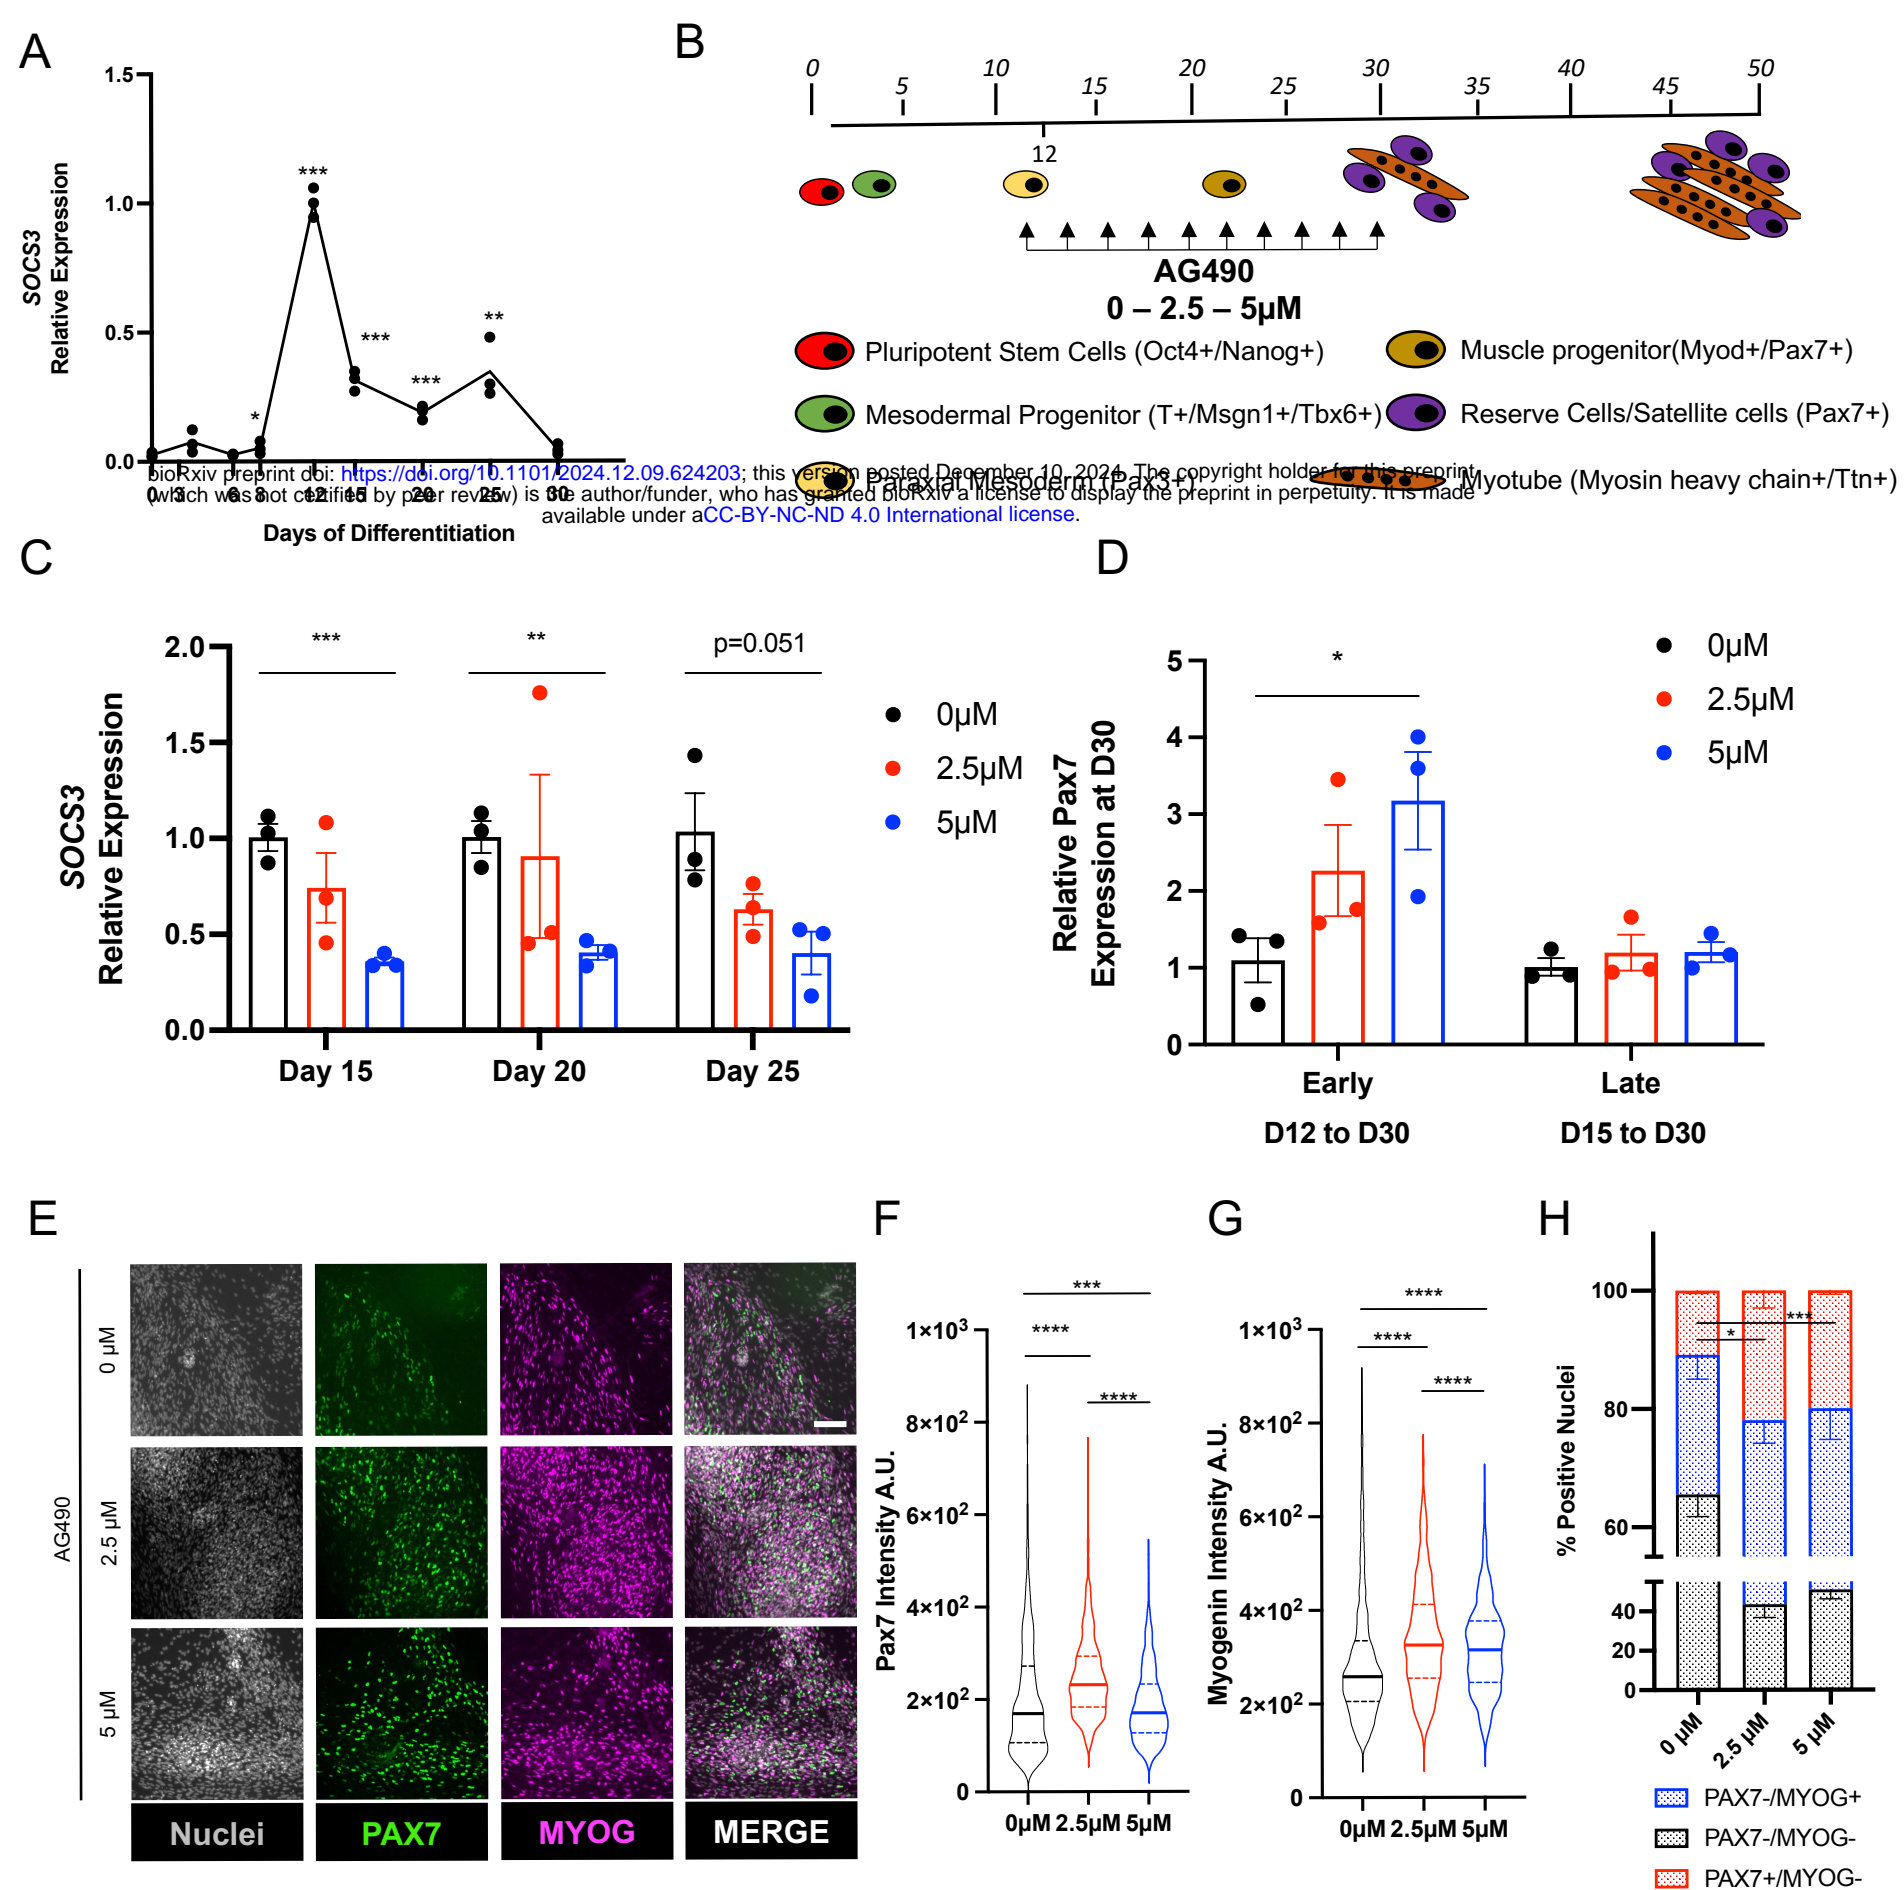 A
1.5
1.0
0.5
0.0
SOCS3
Relative Expression
***
*
***
***
**
0 3 6 8 12 15 20 25 30
Days of Differentitiation
B
0 5 10 15 20 25 30 35 40 45 50
12
AG490
0 – 2.5 – 5µM
Pluripotent Stem Cells (Oct4+/Nanog+)
Muscle progenitor(Myod+/Pax7+)
Mesodermal Progenitor (T+/Msgn1+/Tbx6+)
Reserve Cells/Satellite cells (Pax7+)
Paraxial Mesoderm (Pax3+)
Myotube (Myosin heavy chain+/Ttn+)
bioRxiv preprint doi: https://doi.org/10.1101/2024.12.09.624203; this version posted December 10, 2024. The copyright holder for this preprint
(which was not certified by peer review) is the author/funder, who has granted bioRxiv a license to display the preprint in perpetuity. It is made
available under aCC-BY-NC-ND 4.0 International license.
C
2.0
1.5
1.0
0.5
0.0
SOCS3
Relative Expression
***
**
p=0.051
0µM
2.5µM
5µM
Day 15
Day 20
Day 25
D
5
4
3
2
1
0
Relative Pax7
Expression at D30
*
0µM
2.5µM
5µM
Early
Late
D12 to D30
D15 to D30
E
AG490
0 µM
2.5 µM
5 µM
Nuclei
PAX7
MYOG
MERGE
F
Pax7 Intensity A.U.
1×10³
8×10²
6×10²
4×10²
2×10²
0
***
****
****
0µM 2.5µM 5µM
G
Myogenin Intensity A.U.
1×10³
8×10²
6×10²
4×10²
2×10²
0
****
****
****
0µM 2.5µM 5µM
H
% Positive Nuclei
100
80
60
40
20
0
***
*
0 µM
2.5 µM
5 µM
PAX7-/MYOG+
PAX7-/MYOG-
PAX7+/MYOG-